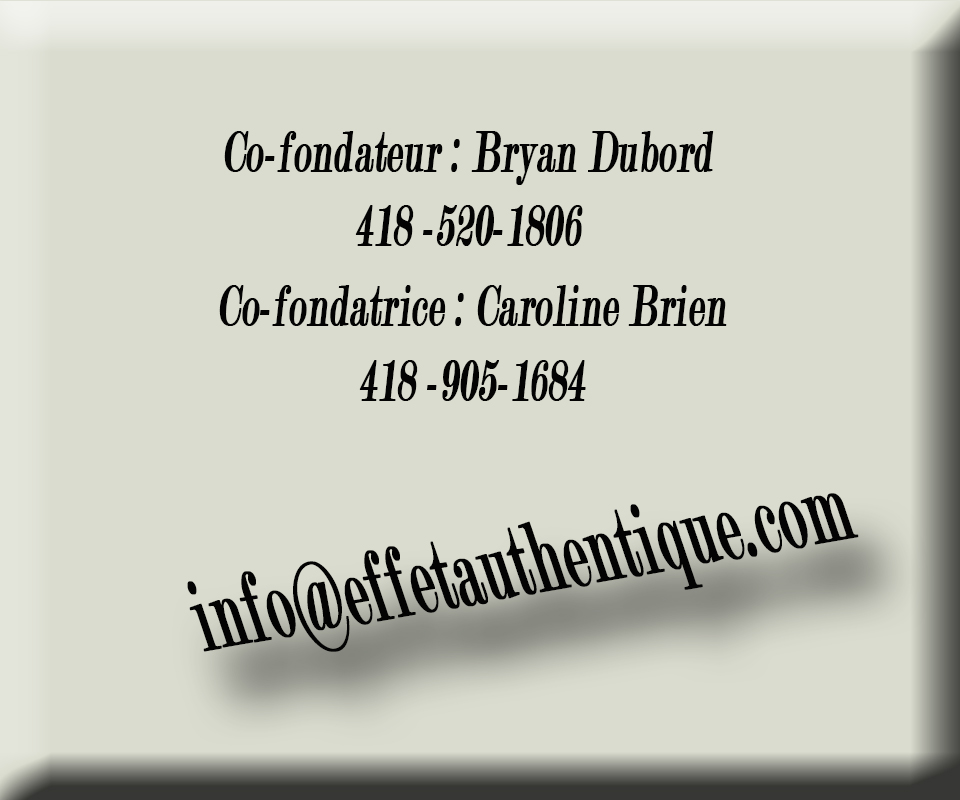 Co-fondateur : Bryan Dubord
418 -520-1806
Co-fondatrice : Caroline Brien
418 -905-1684
info@effetauthentique.com